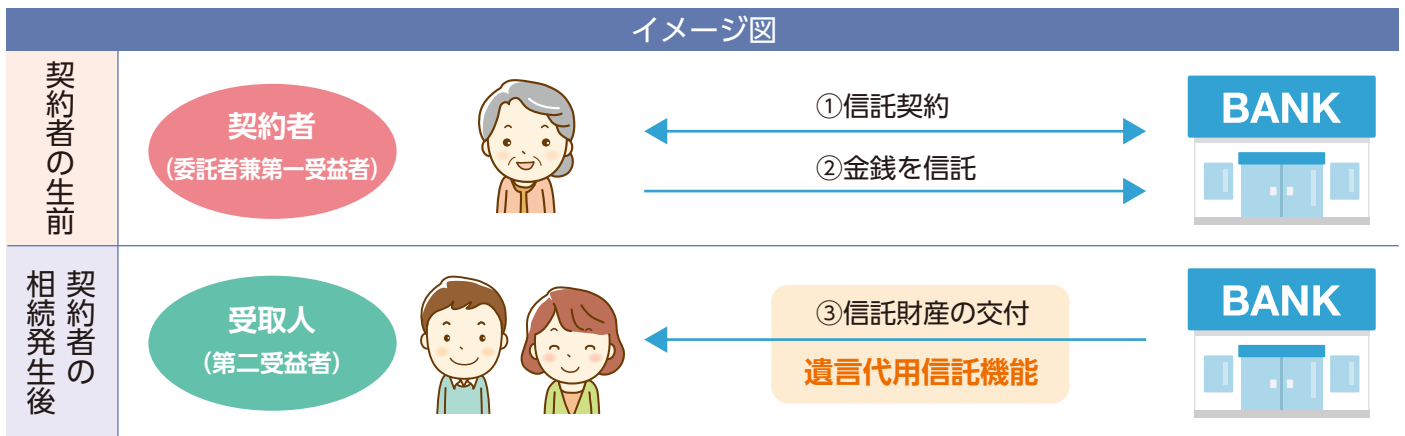 イメージ図
契約者の生前
契約者
(委託者兼第一受益者)
①信託契約
②金銭を信託
BANK
契約者の
相続発生後
受取人
(第二受益者)
③信託財産の交付
遺言代用信託機能
BANK